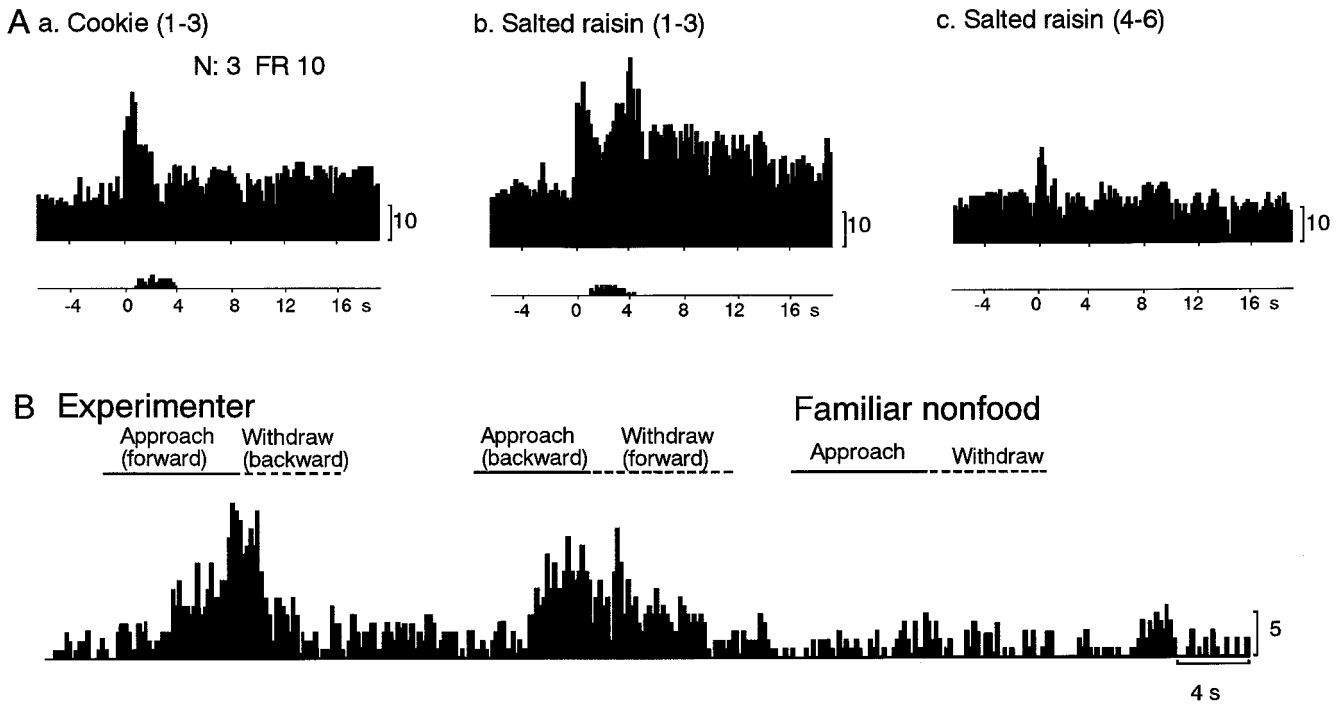 A a. Cookie (1-3)
b. Salted raisin (1-3)
c. Salted raisin (4-6)
N: 3 FR 10
10
10
10
-4 0 4 8 12 16 s
-4 0 4 8 12 16 s
-4 0 4 8 12 16 s
B Experimenter
Familiar nonfood
Approach (forward)
Withdraw (backward)
Approach (backward)
Withdraw (forward)
Approach
Withdraw
5
4 s